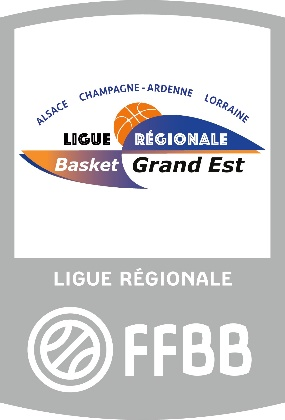 ALSACE CHAMPAGNE-ARDENNE LORRAINE
LIGUE RÉGIONALE
Basket Grand Est
LIGUE RÉGIONALE
FFBB